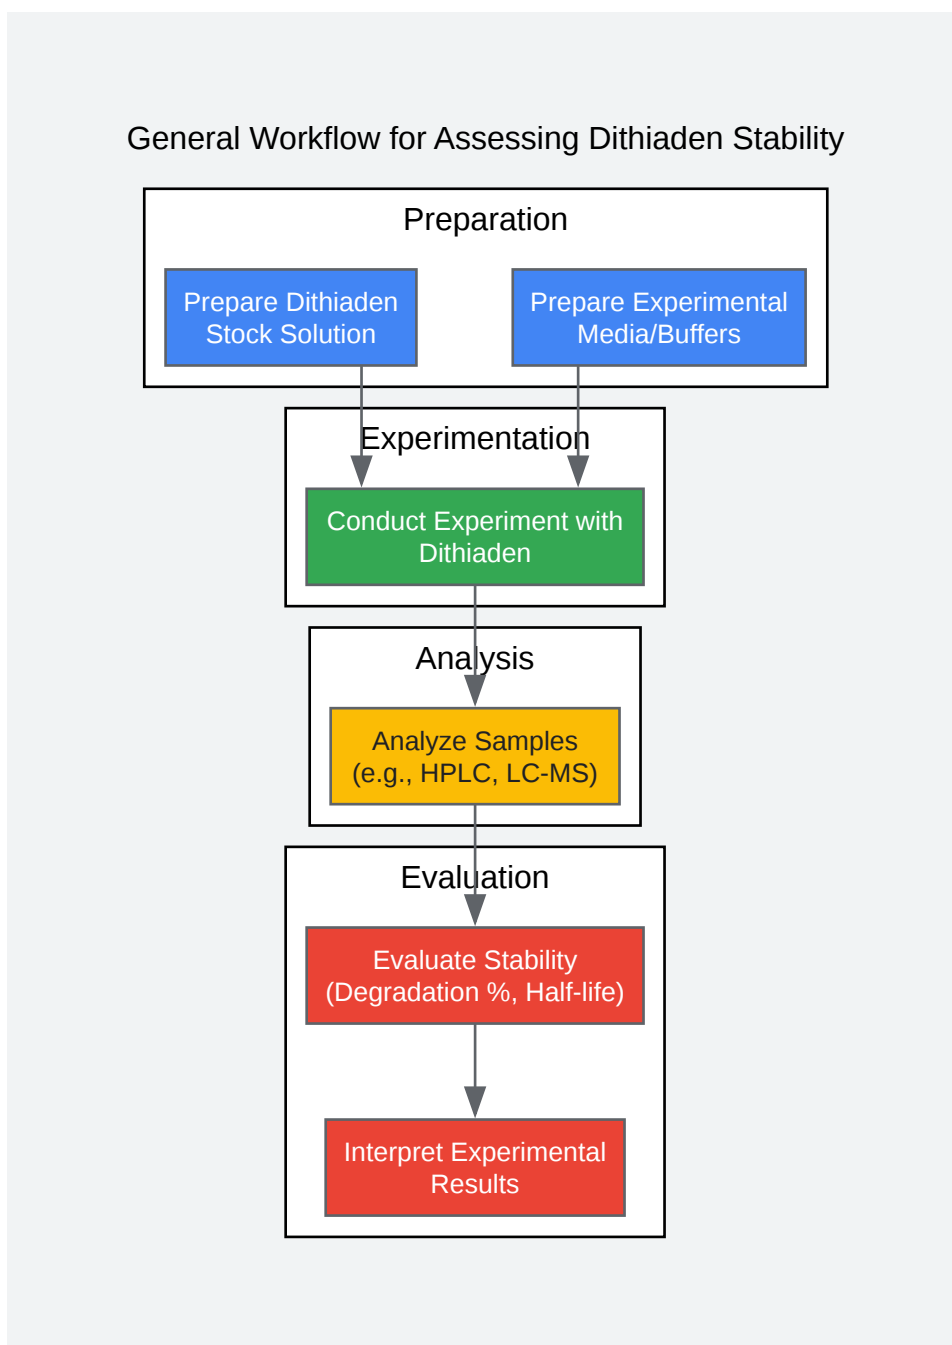 General Workflow for Assessing Dithiaden Stability
Preparation
Prepare Dithiaden
Stock Solution
Prepare Experimental
Media/Buffers
Experimentation
Conduct Experiment with
Dithiaden
Analysis
Analyze Samples
(e.g., HPLC, LC-MS)
Evaluation
Evaluate Stability
(Degradation %, Half-life)
Interpret Experimental
Results